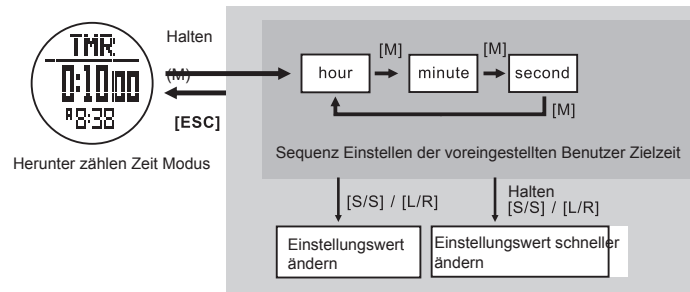 TMR
0:10 00
A 8:38
Halten
(M)
[ESC]
Herunter zählen Zeit Modus
hour
[M]
minute
[M]
second
[M]
Sequenz Einstellen der voreingestellten Benutzer Zielzeit
[S/S] / [L/R]
Halten
[S/S] / [L/R]
Einstellungswert
ändern
Einstellungswert schneller
ändern